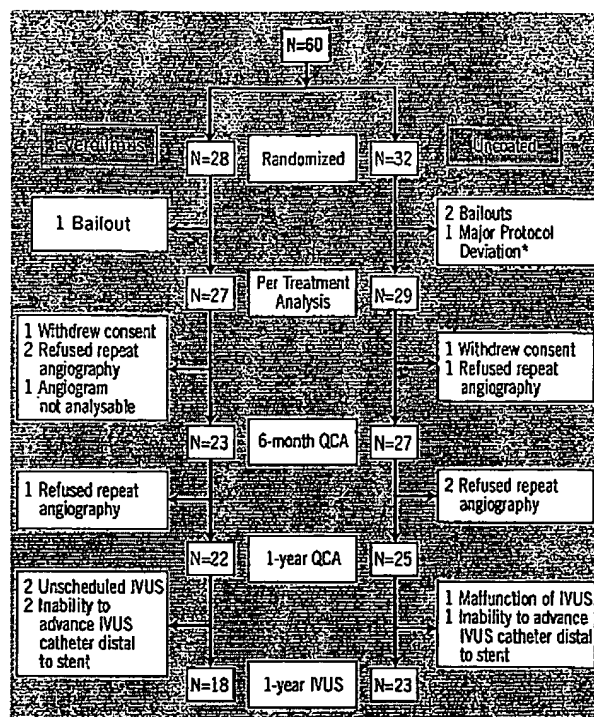 N=60
Everolimus
Uncoated
N=28
Randomized
N=32
1 Bailout
2 Bailouts
1 Major Protocol
Deviation*
N=27
Per Treatment
Analysis
N=29
1 Withdrew consent
2 Refused repeat
angiography
1 Angiogram
not analysable
1 Withdrew consent
1 Refused repeat
angiography
N=23
6-month QCA
N=27
1 Refused repeat
angiography
2 Refused repeat
angiography
N=22
1-year QCA
N=25
2 Unscheduled IVUS
2 Inability to
advance IVUS
catheter distal
to stent
1 Malfunction of IVUS
1 Inability to advance
IVUS catheter distal
to stent
N=18
1-year IVUS
N=23